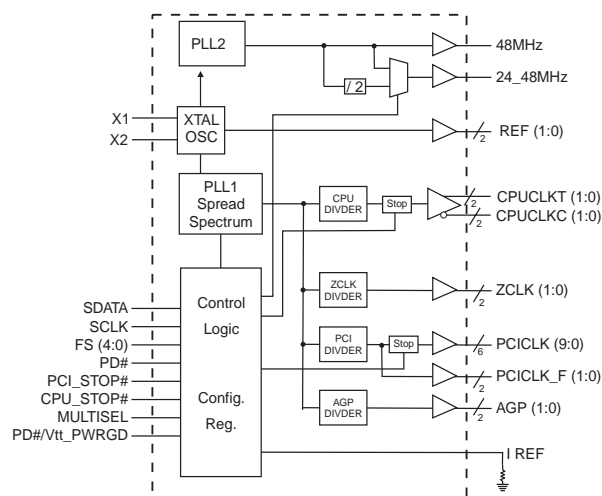 PLL2
48MHz
/ 2
24_48MHz
X1
X2
XTAL
OSC
2
REF (1:0)
PLL1
Spread
Spectrum
CPU
DIVDER
Stop
2
CPUCLKT (1:0)
2
CPUCLKC (1:0)
ZCLK
DIVDER
2
ZCLK (1:0)
Control
Logic
Config.
Reg.
SDATA
SCLK
FS (4:0)
PD#
PCI_STOP#
CPU_STOP#
MULTISEL
PD#/Vtt_PWRGD
PCI
DIVDER
Stop
6
PCICLK (9:0)
2
PCICLK_F (1:0)
AGP
DIVDER
2
AGP (1:0)
I REF